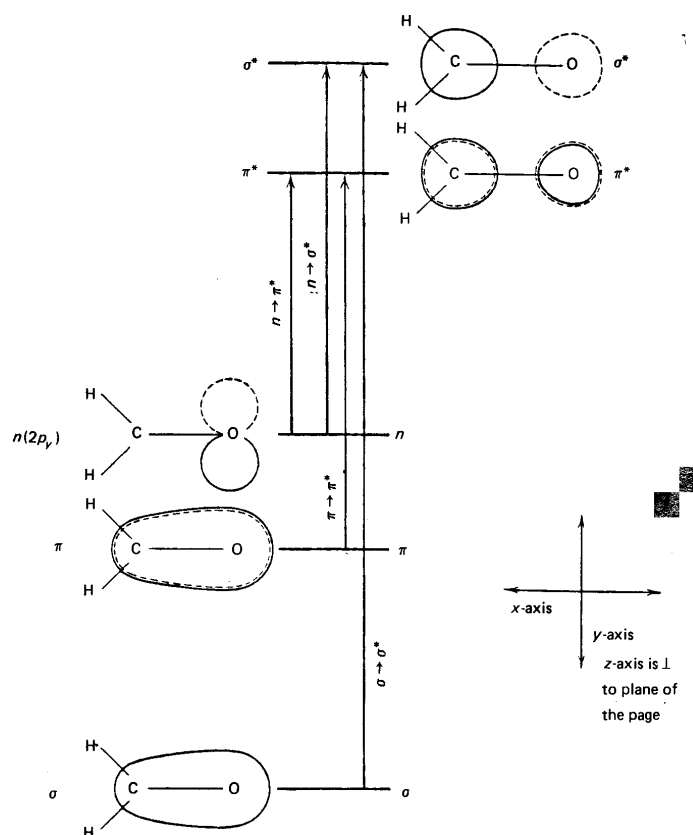 σ*
H
C
O
σ*
H
H
π*
C
O
π*
H
n → π*
n → σ*
H
n(2p_y)
C
O
n
H
π → π*
H
π
C
O
π
H
x-axis
y-axis
z-axis is ⊥
to plane of
the page
σ → σ*
H
σ
C
O
σ
H